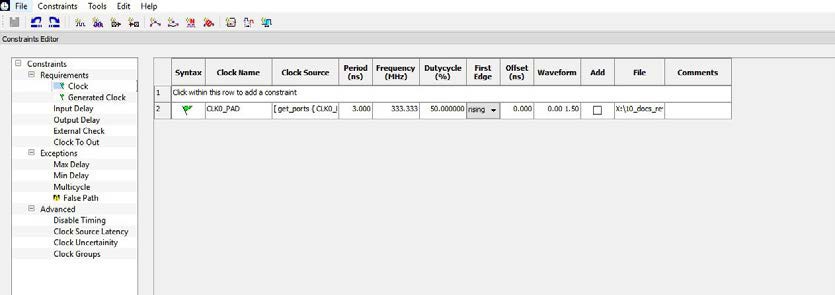 File Constraints Tools Edit Help
Constraints Editor
Constraints
Requirements
Clock
Generated Clock
Input Delay
Output Delay
External Check
Clock To Out
Exceptions
Max Delay
Min Delay
Multicycle
False Path
Advanced
Disable Timing
Clock Source Latency
Clock Uncertainity
Clock Groups
Syntax Clock Name Clock Source Period (ns) Frequency (MHz) Dutycycle (%) First Edge Offset (ns) Waveform Add File Comments
1 Click within this row to add a constraint
2 CLK0_PAD [ get_ports { CLK0_ 3.000 333.333 50.000000 rising 0.000 0.00 1.50 X:\10_docs_re